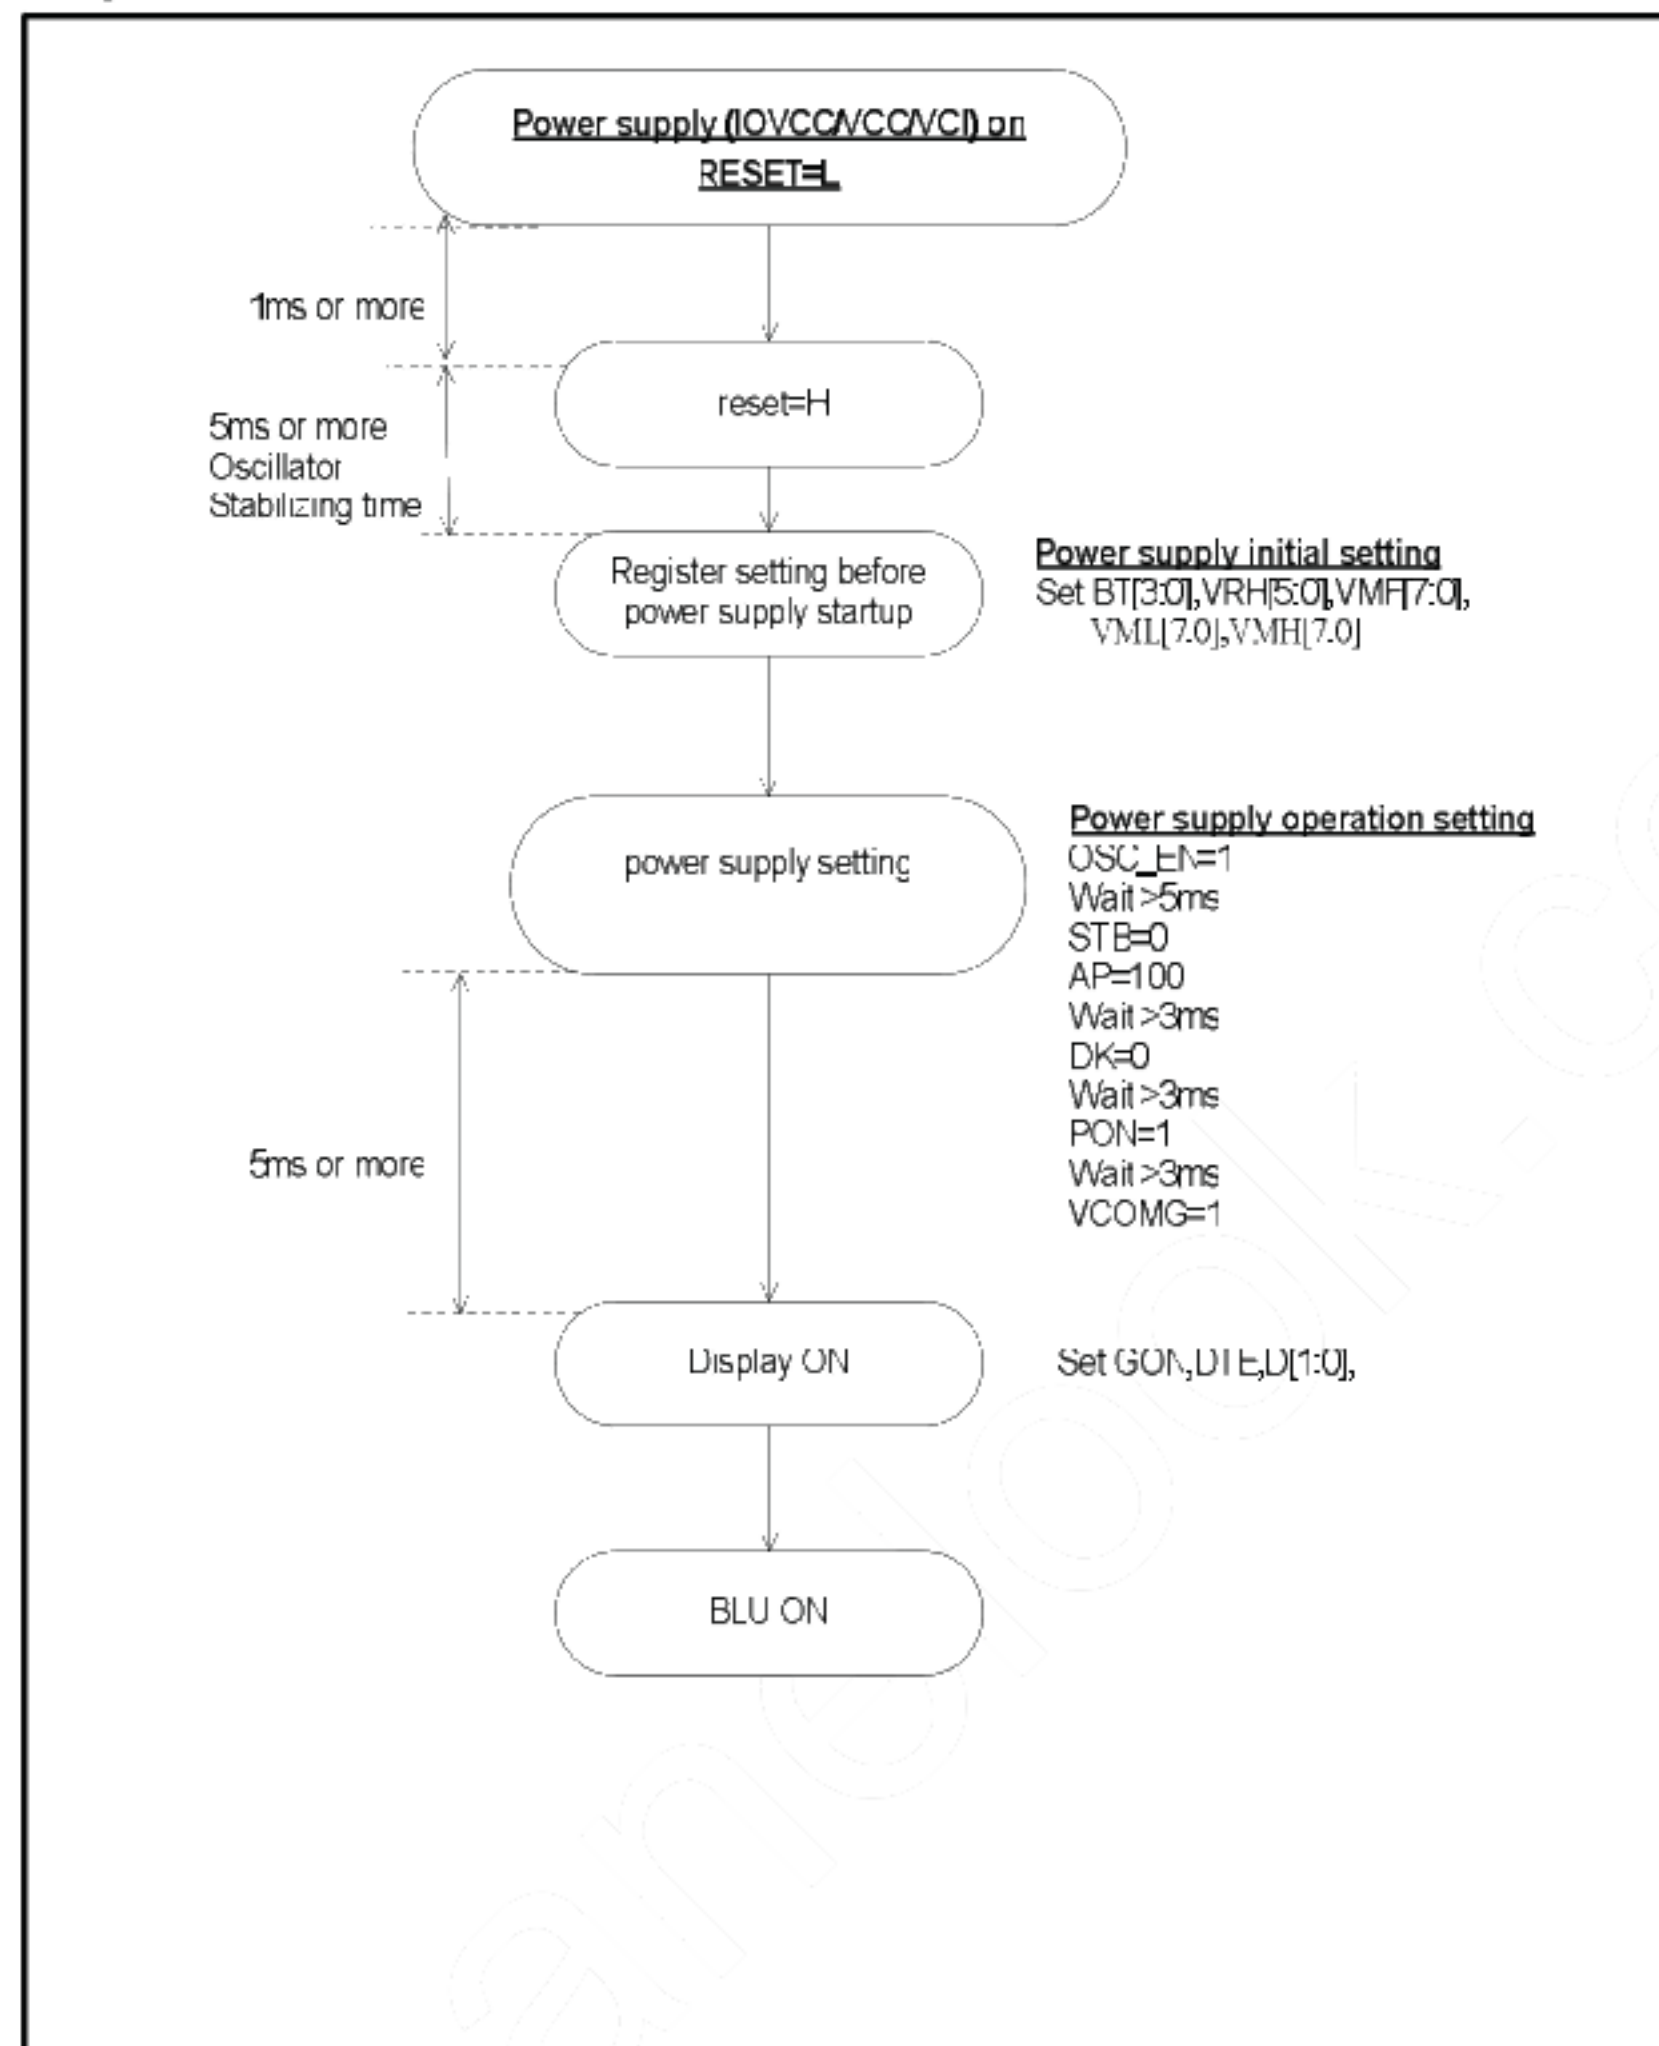 Power supply (IOVCC/VCC/VCI) on
RESET=L
1ms or more
reset=H
5ms or more
Oscillator
Stabilizing time
Register setting before
power supply startup
Power supply initial setting
Set BT[3:0],VRH[5:0],VMF[7:0],
VML[7:0],VMH[7:0]
power supply setting
Power supply operation setting
OSC_EN=1
Wait >5ms
STB=0
AP=100
Wait >3ms
DK=0
Wait >3ms
PON=1
Wait >3ms
VCOMG=1
5ms or more
Display ON
Set GON,DTE,D[1:0],
BLU ON